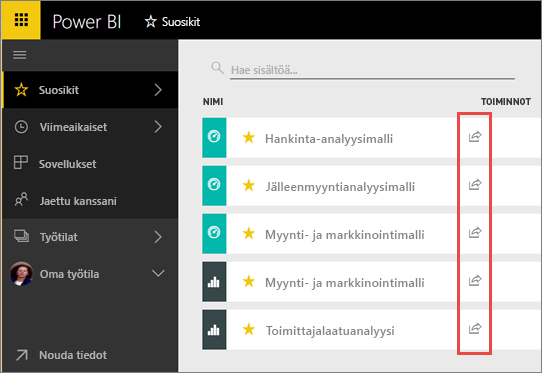 Power BI Suosikit
Suosikit
Viimeaikaiset
Sovellukset
Jaettu kanssani
Työtilat
Oma työtila
Nouda tiedot
Hae sisältöä...
NIMI TOIMINNOT
Hankinta-analyysimalli
Jälleenmyyntianalyysimalli
Myynti- ja markkinointimalli
Myynti- ja markkinointimalli
Toimittajalaatuanalyysi